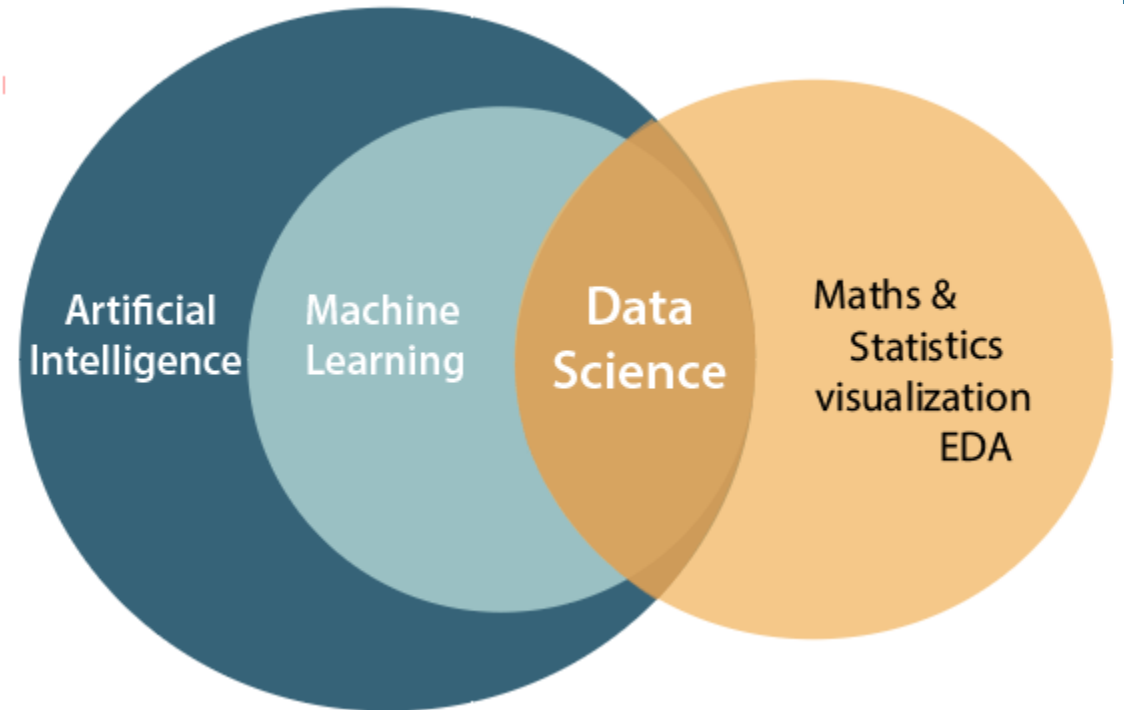 Artificial
Intelligence
Machine
Learning
Data
Science
Maths &
Statistics
visualization
EDA